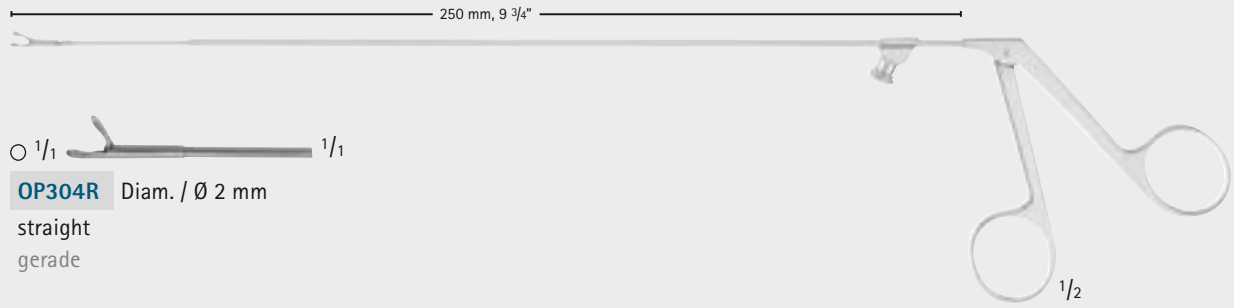 250 mm, 9 3/4"
1/1
1/1
OP304R Diam. / Ø 2 mm
straight
gerade
1/2